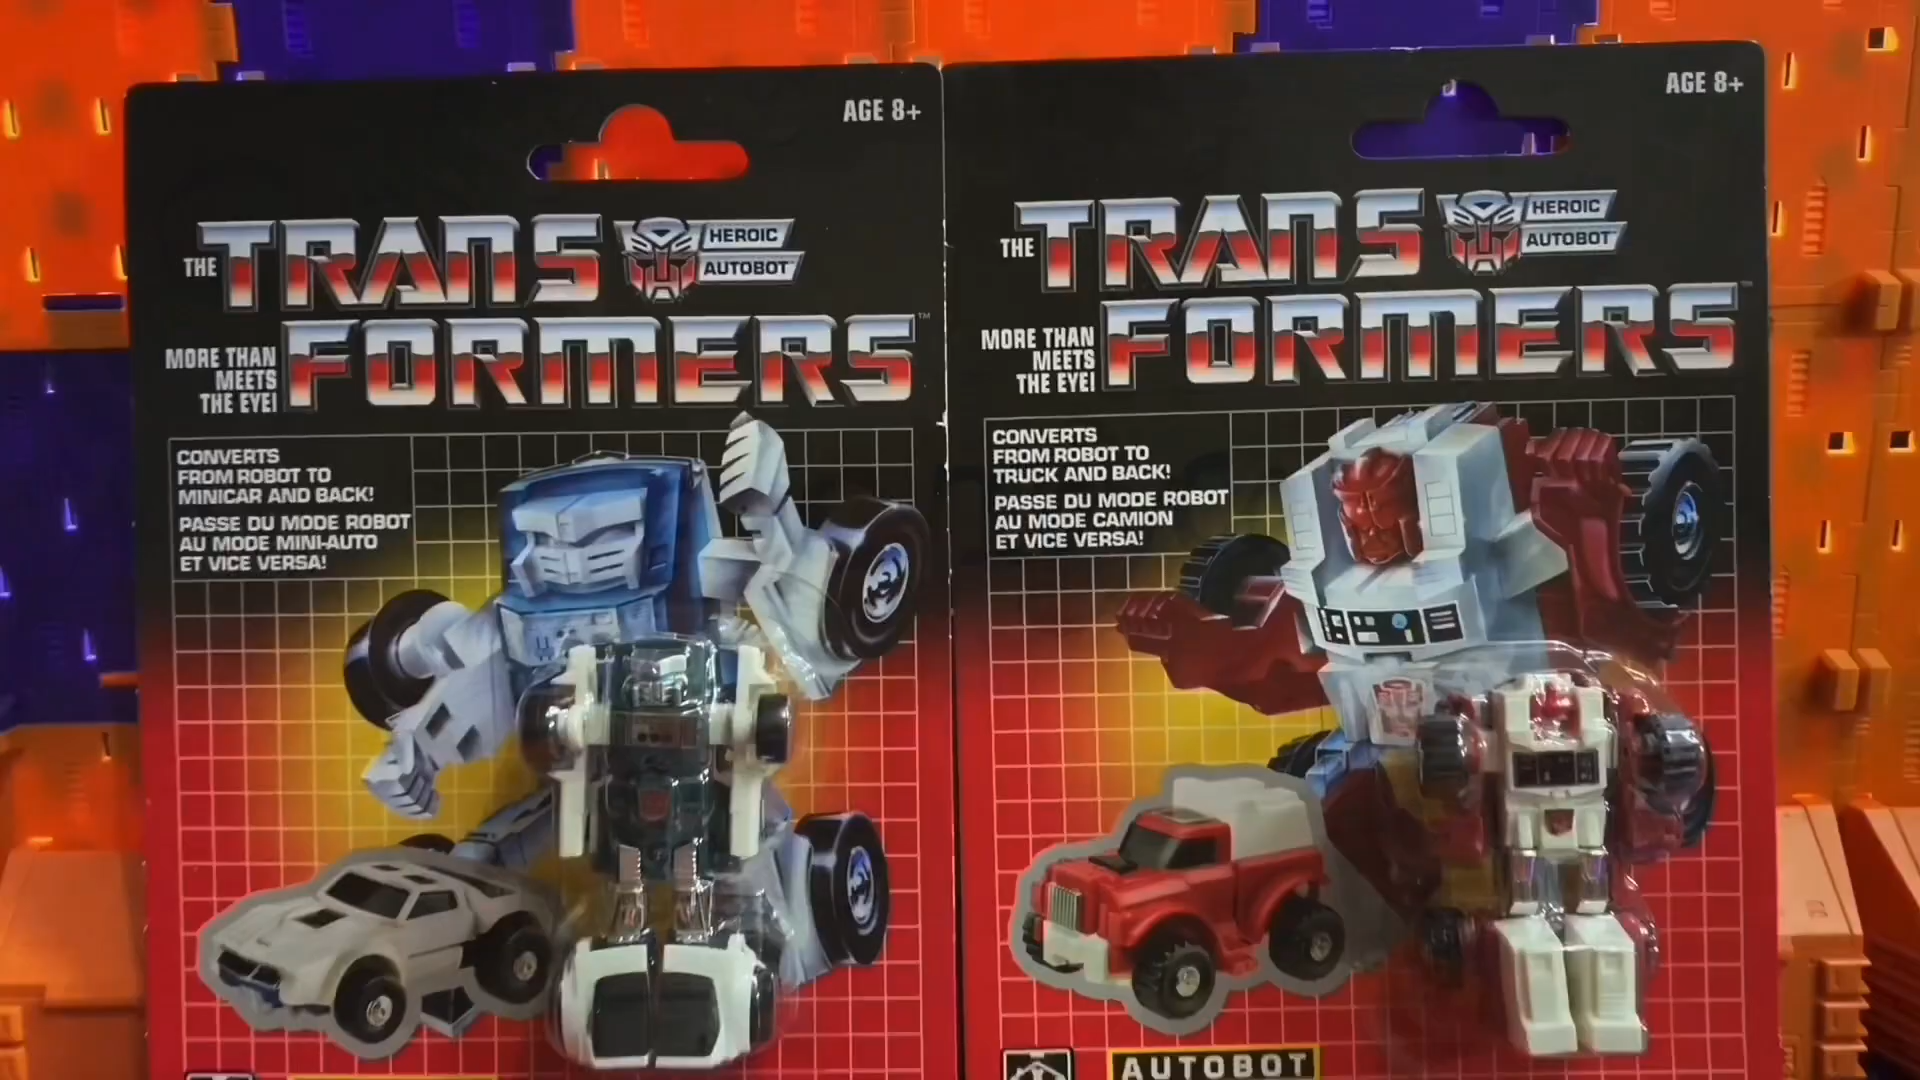 AGE 8+
THE TRANS HEROIC
AUTOBOT
MORE THAN
MEETS
THE EYE!
FORMERS™
CONVERTS
FROM ROBOT TO
MINICAR AND BACK!
PASSE DU MODE ROBOT
AU MODE MINI-AUTO
ET VICE VERSA!
AGE 8+
THE TRANS HEROIC
AUTOBOT
MORE THAN
MEETS
THE EYE!
FORMERS
CONVERTS
FROM ROBOT TO
TRUCK AND BACK!
PASSE DU MODE ROBOT
AU MODE CAMION
ET VICE VERSA!
AUTOBOT